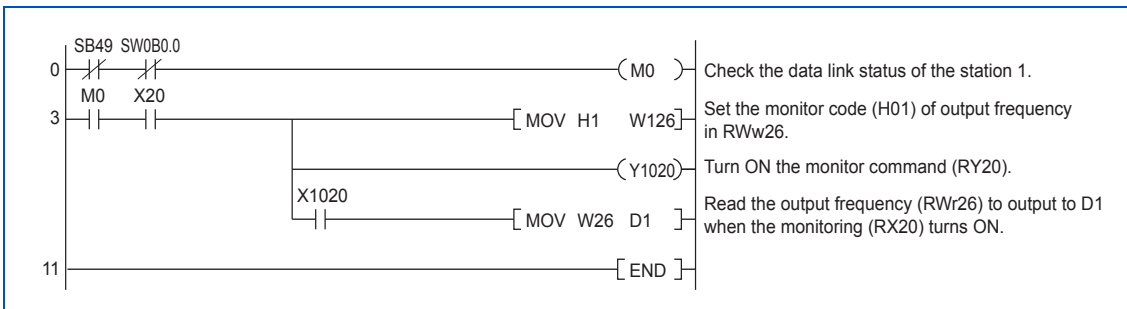 SB49 SW0B0.0
0 M0 Check the data link status of the station 1.
M0 X20
3 MOV H1 W126 Set the monitor code (H01) of output frequency
in RWw26.
Y1020 Turn ON the monitor command (RY20).
X1020
MOV W26 D1 Read the output frequency (RWr26) to output to D1
when the monitoring (RX20) turns ON.
11 END